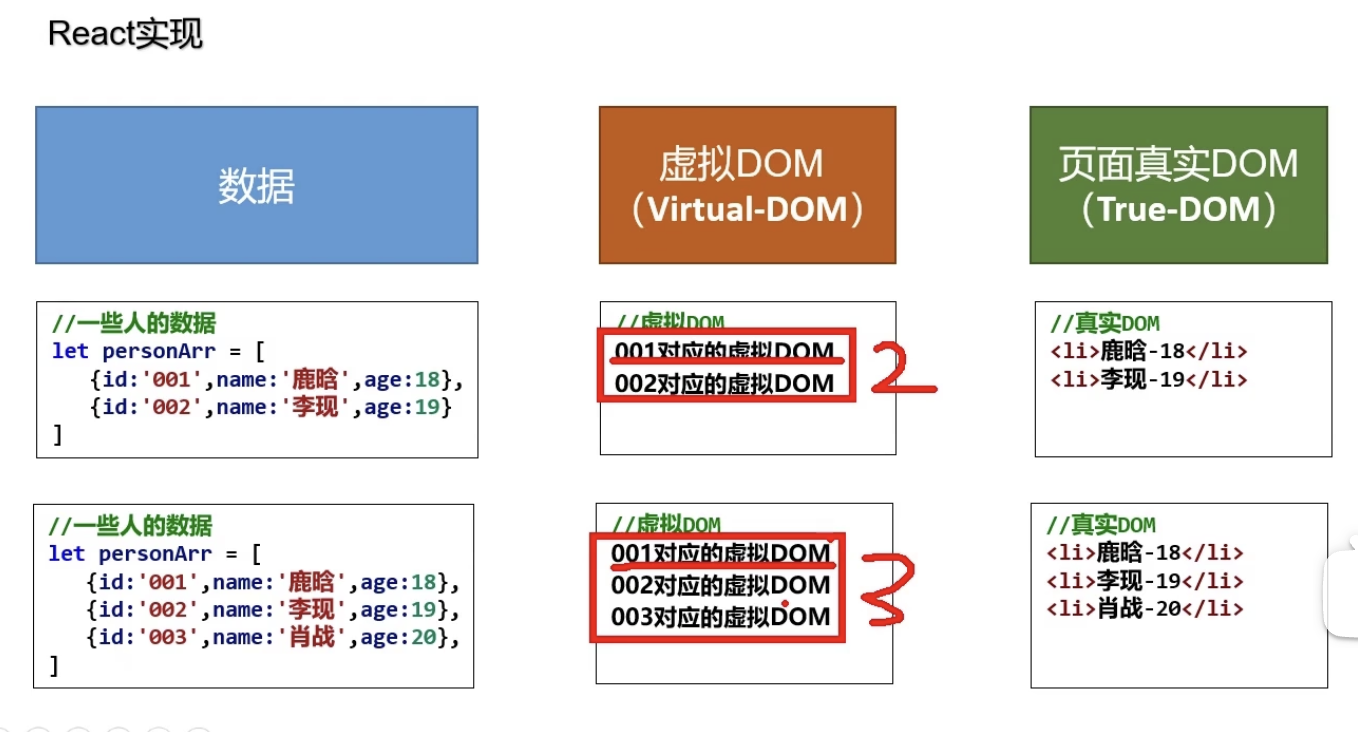 React实现
数据
虚拟DOM
（Virtual-DOM）
页面真实DOM
（True-DOM）
//一些人的数据
let personArr = [
{id:'001',name:'鹿晗',age:18},
{id:'002',name:'李现',age:19}
]
//虚拟DOM
001对应的虚拟DOM
002对应的虚拟DOM
2
//真实DOM
<li>鹿晗-18</li>
<li>李现-19</li>
//一些人的数据
let personArr = [
{id:'001',name:'鹿晗',age:18},
{id:'002',name:'李现',age:19},
{id:'003',name:'肖战',age:20},
]
//虚拟DOM
001对应的虚拟DOM
002对应的虚拟DOM
003对应的虚拟DOM
3
//真实DOM
<li>鹿晗-18</li>
<li>李现-19</li>
<li>肖战-20</li>